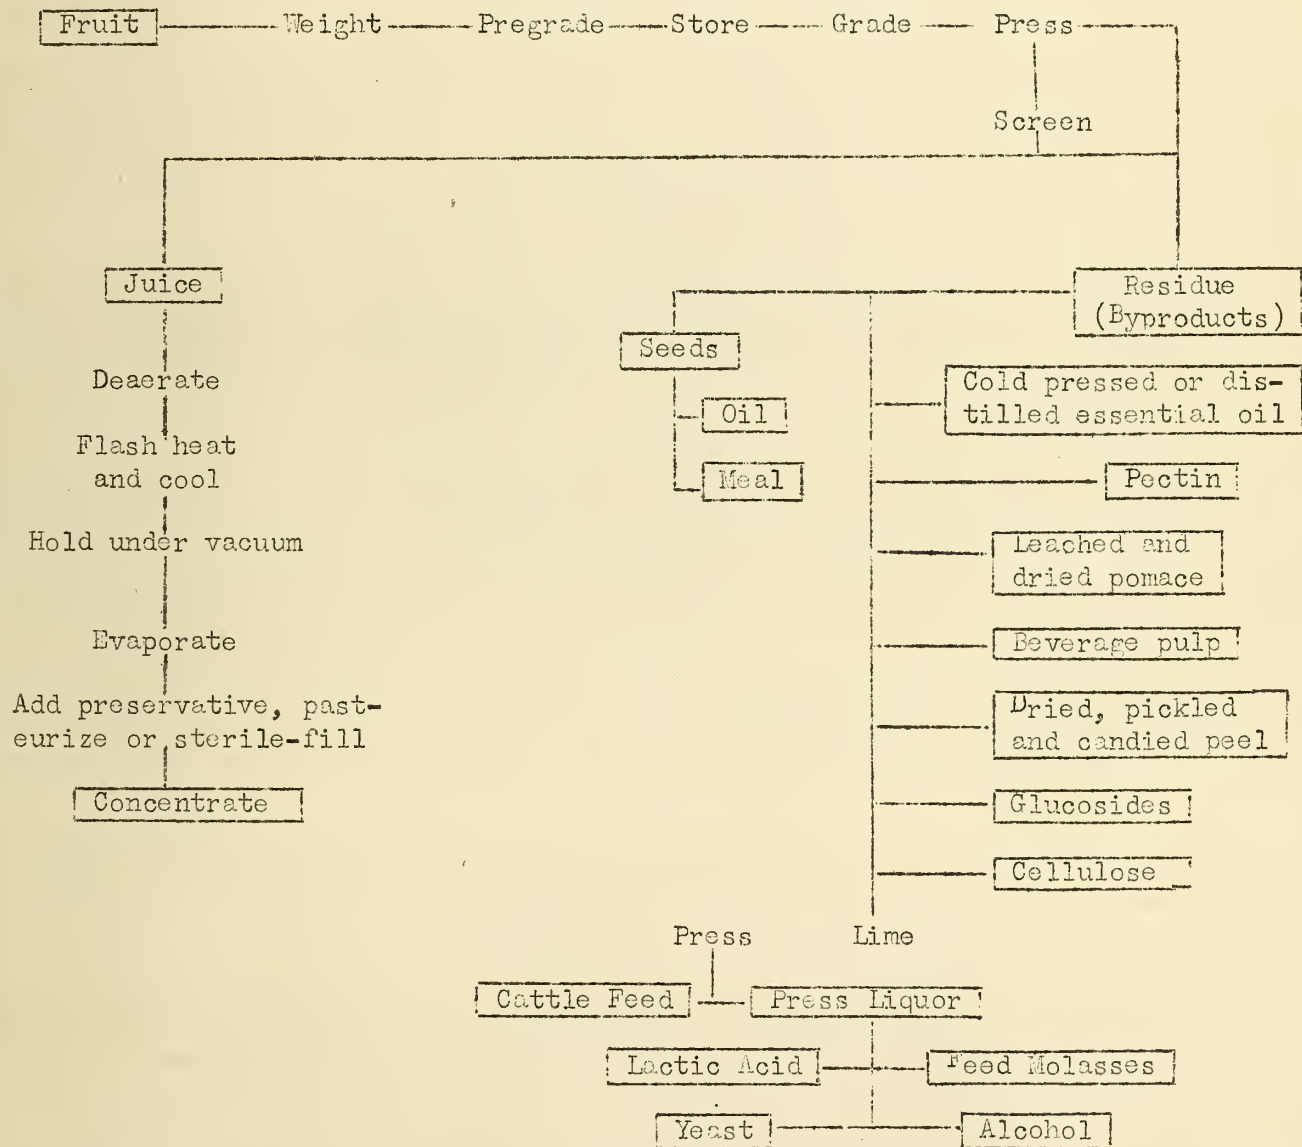 Fruit Weight Pregrade Store Grade Press
Screen
Juice
Deaerate
Flash heat
and cool
Hold under vacuum
Evaporate
Add preservative, past-
eurize or sterile-fill
Concentrate
Residue
(Byproducts)
Seeds
Oil
Meal
Cold pressed or dis-
tilled essential oil
Pectin
Leached and
dried pomace
Beverage pulp
Dried, pickled
and candied peel
Glucosides
Cellulose
Press Lime
Cattle Feed Press Liquor
Lactic Acid Feed Molasses
Yeast Alcohol